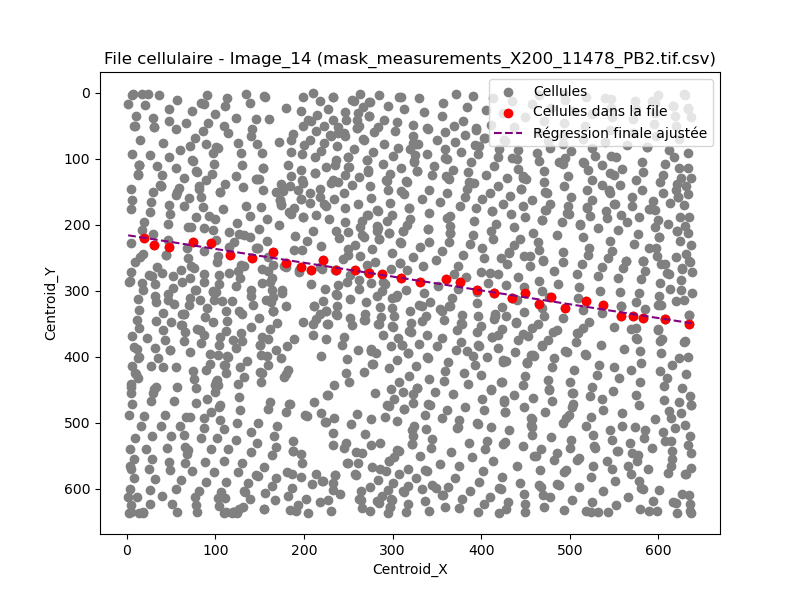 File cellulaire - Image_14 (mask_measurements_X200_11478_PB2.tif.csv)
Cellules
Cellules dans la file
Régression finale ajustée
0
100
200
300
400
500
600
Centroid_Y
0 100 200 300 400 500 600
Centroid_X